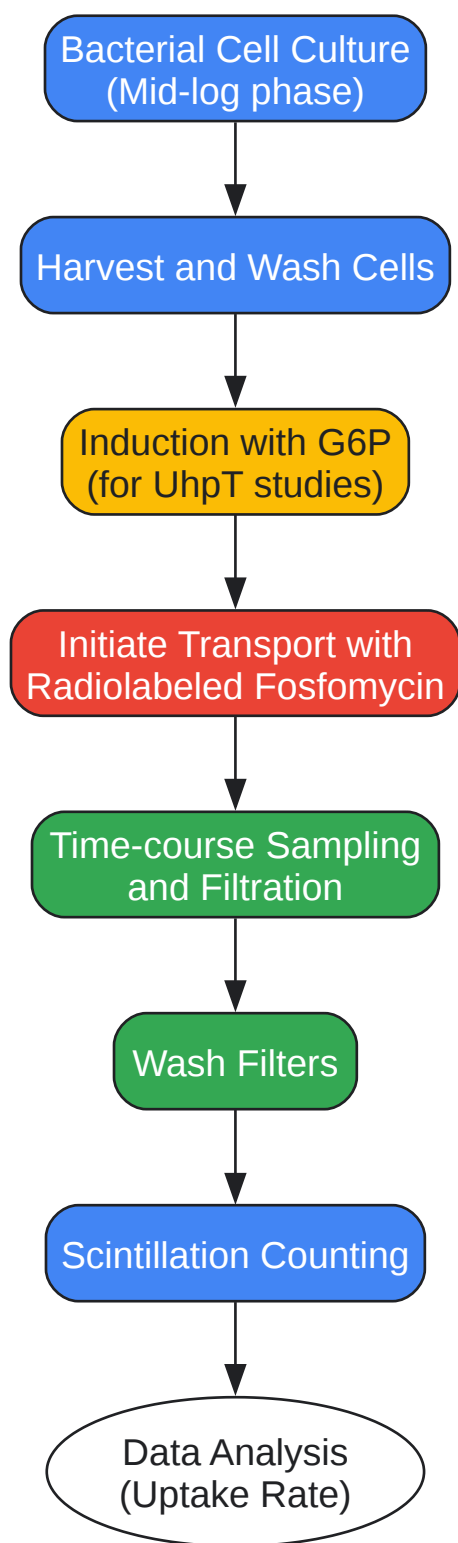 Bacterial Cell Culture
(Mid-log phase)
Harvest and Wash Cells
Induction with G6P
(for UhpT studies)
Initiate Transport with
Radiolabeled Fosfomycin
Time-course Sampling
and Filtration
Wash Filters
Scintillation Counting
Data Analysis
(Uptake Rate)